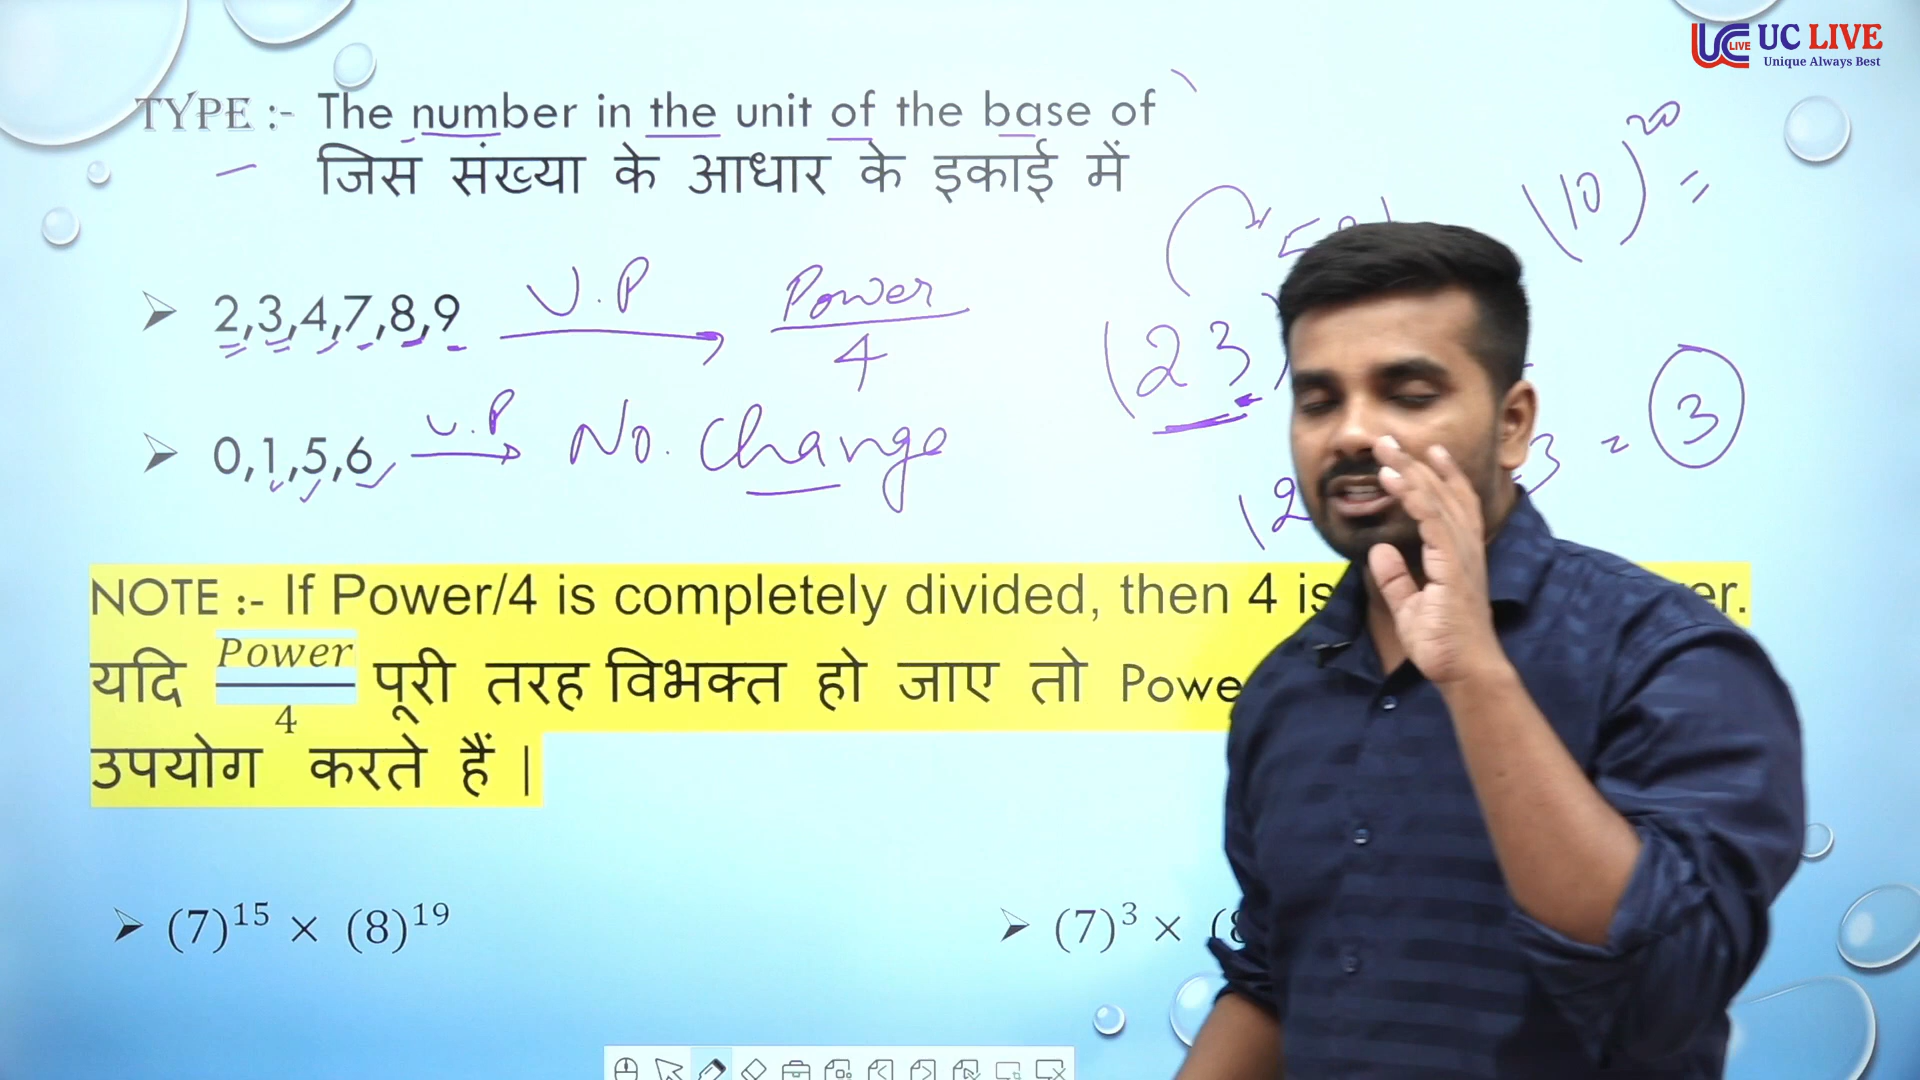 UC LIVE
LIVE
Unique Always Best
TYPE :- The number in the unit of the base of
जिस संख्या के आधार के इकाई में
(10)²⁰ =
2,3,4,7,8,9 U.P Power/4
(23)
0,1,5,6 U.P No. Change
3 = 3
NOTE :- If Power/4 is completely divided, then 4 is
यदि Power/4 पूरी तरह विभक्त हो जाए तो
उपयोग करते हैं |
(7)¹⁵ × (8)¹⁹
(7)³ ×